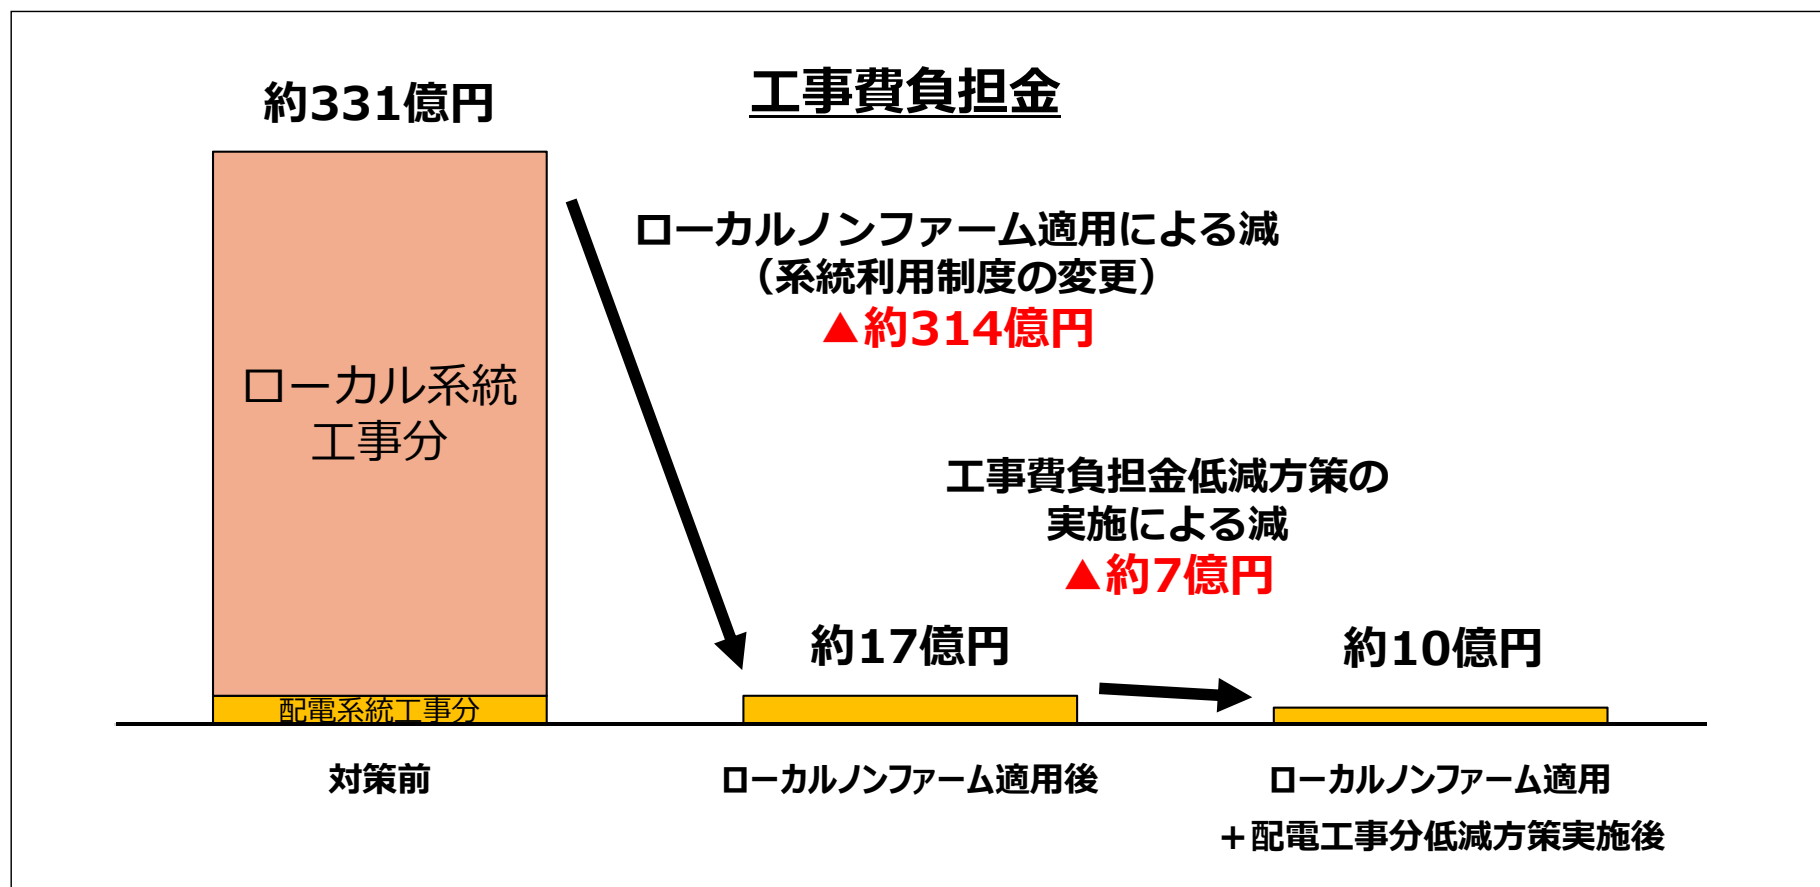 工事費負担金
約331億円
ローカル系統
工事分
配電系統工事分
ローカルノンファーム適用による減
（系統利用制度の変更）
▲約314億円
工事費負担金低減方策の
実施による減
▲約7億円
約17億円
約10億円
対策前
ローカルノンファーム適用後
ローカルノンファーム適用
＋配電工事分低減方策実施後